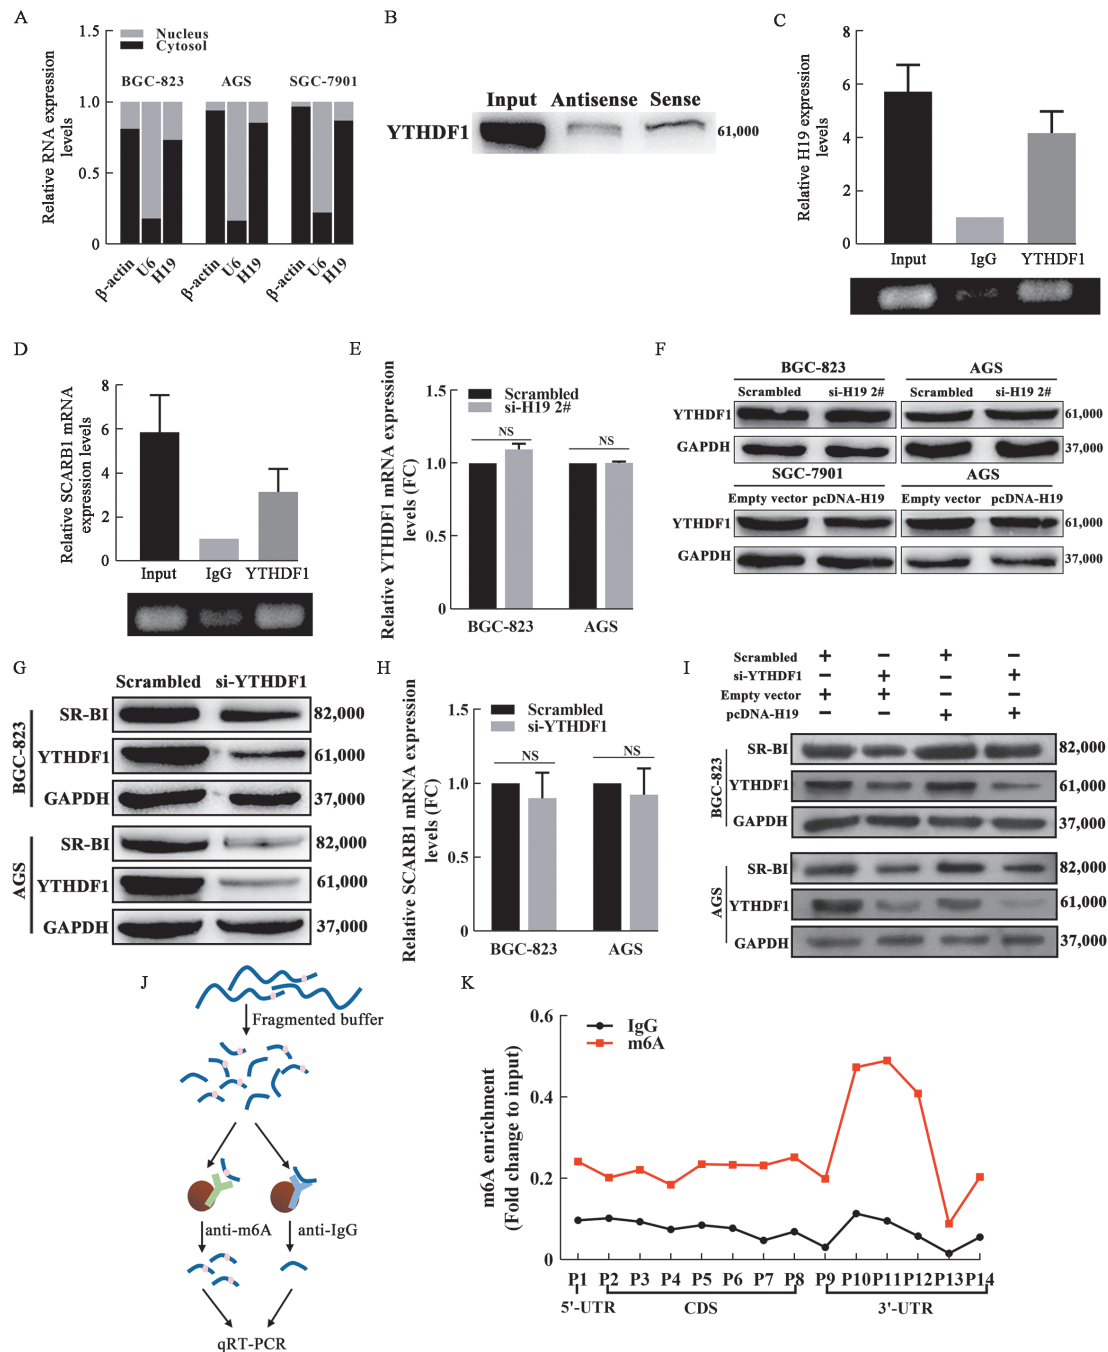 A
1.5
Nucleus
Cytosol
BGC-823 AGS SGC-7901
1.0
0.5
0
Relative RNA expression
levels
β-actin U6 H19 β-actin U6 H19 β-actin U6 H19
B
Input Antisense Sense
YTHDF1 61,000
C
Relative H19 expression
levels
8
6
4
2
0
Input IgG YTHDF1
D
Relative SCARB1 mRNA
expression levels
8
6
4
2
0
Input IgG YTHDF1
E
Relative YTHDF1 mRNA expression
levels (FC)
1.5
Scrambled
si-H19 2#
NS NS
1.0
0.5
0
BGC-823 AGS
F
BGC-823 AGS
Scrambled si-H19 2# Scrambled si-H19 2#
YTHDF1 61,000
GAPDH 37,000
SGC-7901 AGS
Empty vector pcDNA-H19 Empty vector pcDNA-H19
YTHDF1 61,000
GAPDH 37,000
G
Scrambled si-YTHDF1
BGC-823
SR-BI 82,000
YTHDF1 61,000
GAPDH 37,000
AGS
SR-BI 82,000
YTHDF1 61,000
GAPDH 37,000
H
Relative SCARB1 mRNA expression
levels (FC)
1.5
Scrambled
si-YTHDF1
NS NS
1.0
0.5
0
BGC-823 AGS
I
Scrambled + − + −
si-YTHDF1 − + − +
Empty vector + + − −
pcDNA-H19 − − + +
BGC-823
SR-BI 82,000
YTHDF1 61,000
GAPDH 37,000
AGS
SR-BI 82,000
YTHDF1 61,000
GAPDH 37,000
J
Fragmented buffer
anti-m6A anti-IgG
qRT-PCR
K
m6A enrichment
(Fold change to input)
0.6
IgG
m6A
0.4
0.2
0
P1 P2 P3 P4 P5 P6 P7 P8 P9 P10 P11 P12 P13 P14
5'-UTR CDS 3'-UTR